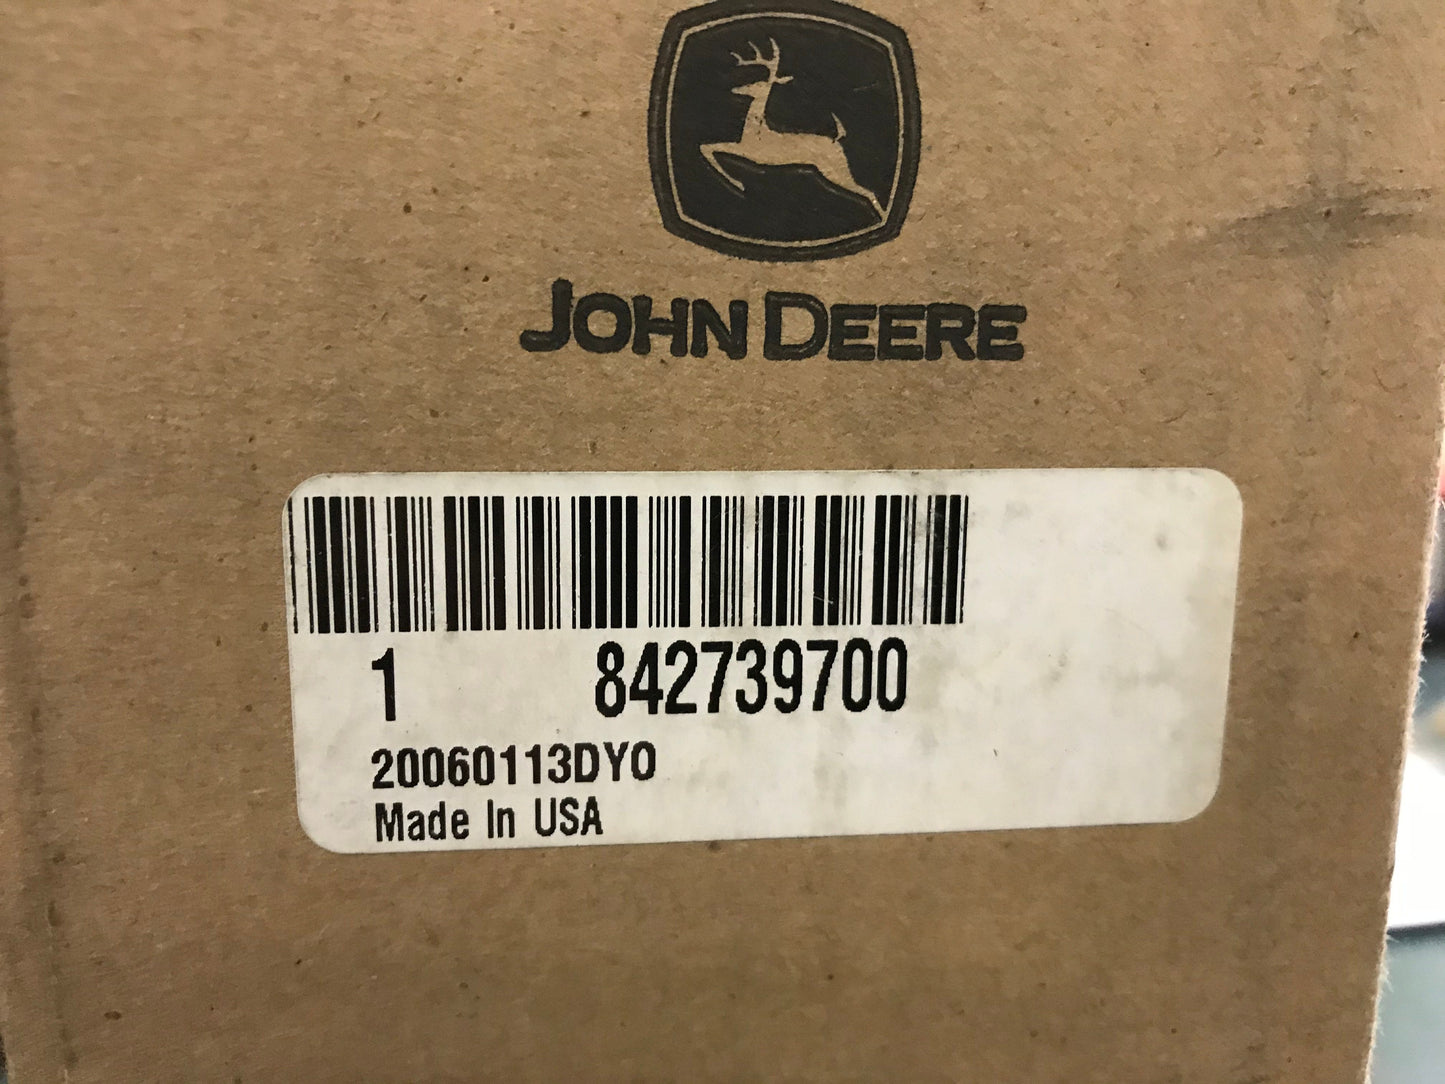 JOHN DEERE
1 842739700
20060113DYO
Made In USA